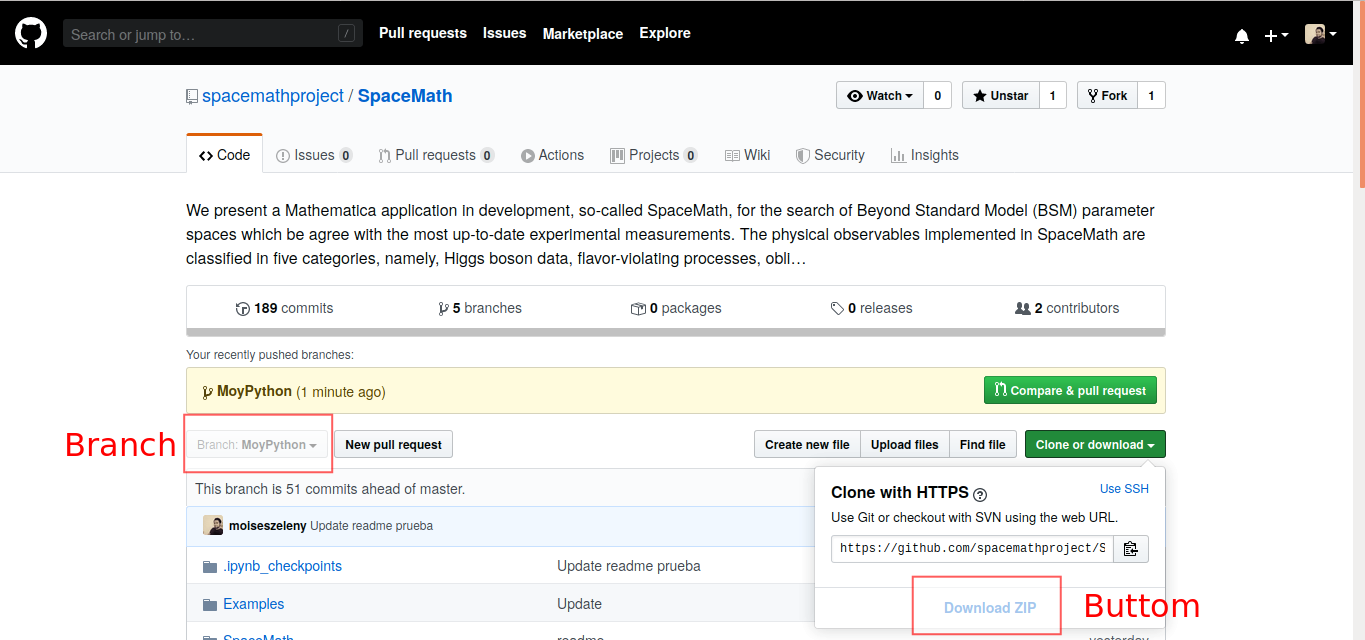 Search or jump to… /
Pull requests Issues Marketplace Explore
spacemathproject / SpaceMath
Watch 0 Unstar 1 Fork 1
Code Issues 0 Pull requests 0 Actions Projects 0 Wiki Security Insights
We present a Mathematica application in development, so-called SpaceMath, for the search of Beyond Standard Model (BSM) parameter
spaces which be agree with the most up-to-date experimental measurements. The physical observables implemented in SpaceMath are
classified in five categories, namely, Higgs boson data, flavor-violating processes, obli…
189 commits 5 branches 0 packages 0 releases 2 contributors
Your recently pushed branches:
MoyPython (1 minute ago) Compare & pull request
Branch Branch: MoyPython New pull request Create new file Upload files Find file Clone or download
This branch is 51 commits ahead of master.
Clone with HTTPS Use SSH
Use Git or checkout with SVN using the web URL.
https://github.com/spacemathproject/S
Download ZIP Buttom
moiseszeleny Update readme prueba
.ipynb_checkpoints Update readme prueba
Examples Update
SpaceMath readme yesterday